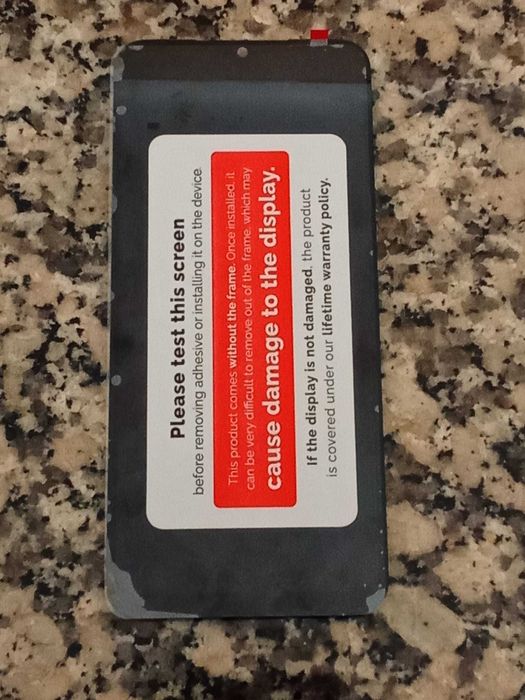 Please test this screen
before removing adhesive or installing it on the device.
This product comes without the frame. Once installed, it
can be very difficult to remove out of the frame, which may
cause damage to the display.
If the display is not damaged, the product
is covered under our lifetime warranty policy.